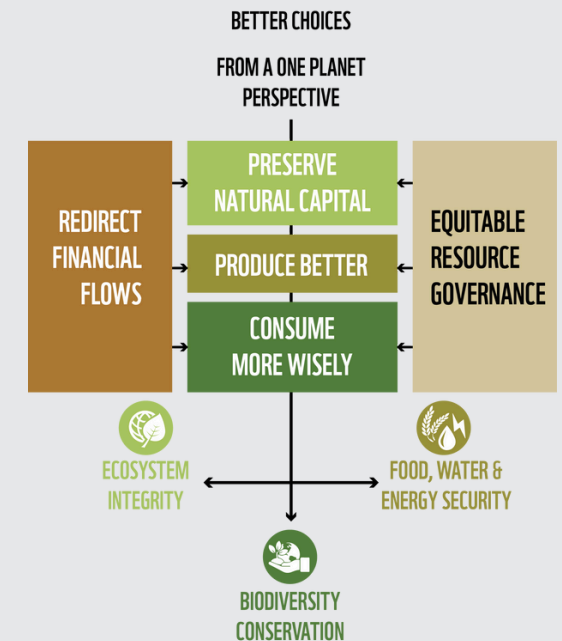 BETTER CHOICES
FROM A ONE PLANET
PERSPECTIVE
PRESERVE
NATURAL CAPITAL
REDIRECT
FINANCIAL
FLOWS
PRODUCE BETTER
EQUITABLE
RESOURCE
GOVERNANCE
CONSUME
MORE WISELY
ECOSYSTEM
INTEGRITY
FOOD, WATER &
ENERGY SECURITY
BIODIVERSITY
CONSERVATION